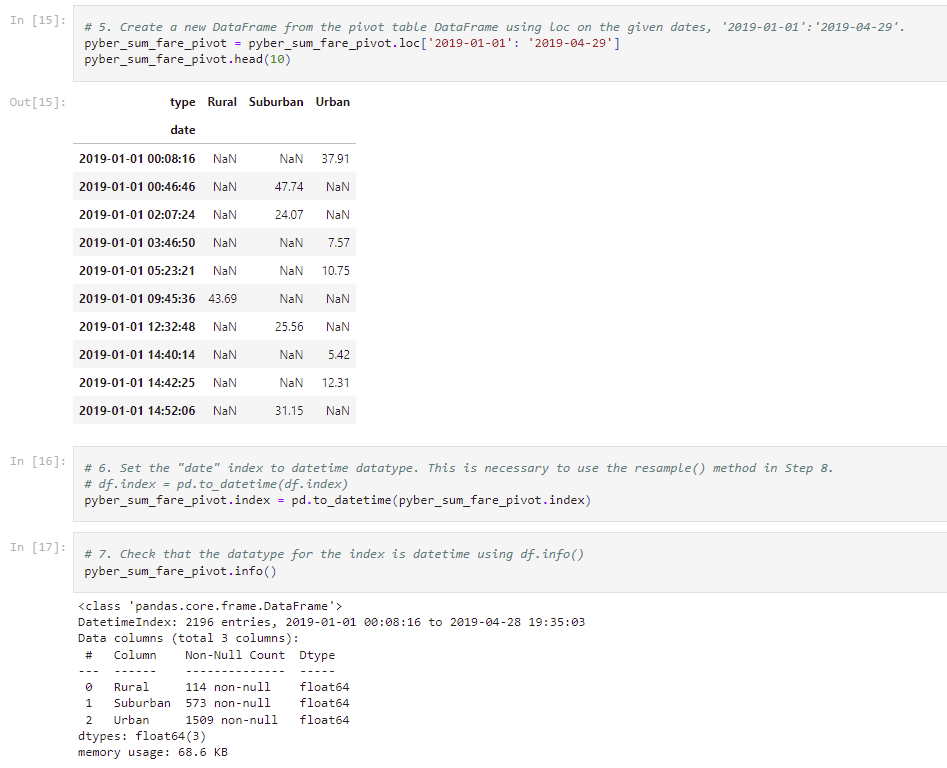 In [15]:
# 5. Create a new DataFrame from the pivot table DataFrame using loc on the given dates, '2019-01-01':'2019-04-29'.
pyber_sum_fare_pivot = pyber_sum_fare_pivot.loc['2019-01-01': '2019-04-29']
pyber_sum_fare_pivot.head(10)
Out[15]:
type Rural Suburban Urban
date
2019-01-01 00:08:16 NaN NaN 37.91
2019-01-01 00:46:46 NaN 47.74 NaN
2019-01-01 02:07:24 NaN 24.07 NaN
2019-01-01 03:46:50 NaN NaN 7.57
2019-01-01 05:23:21 NaN NaN 10.75
2019-01-01 09:45:36 43.69 NaN NaN
2019-01-01 12:32:48 NaN 25.56 NaN
2019-01-01 14:40:14 NaN NaN 5.42
2019-01-01 14:42:25 NaN NaN 12.31
2019-01-01 14:52:06 NaN 31.15 NaN
In [16]:
# 6. Set the "date" index to datetime datatype. This is necessary to use the resample() method in Step 8.
# df.index = pd.to_datetime(df.index)
pyber_sum_fare_pivot.index = pd.to_datetime(pyber_sum_fare_pivot.index)
In [17]:
# 7. Check that the datatype for the index is datetime using df.info()
pyber_sum_fare_pivot.info()
<class 'pandas.core.frame.DataFrame'>
DatetimeIndex: 2196 entries, 2019-01-01 00:08:16 to 2019-04-28 19:35:03
Data columns (total 3 columns):
# Column Non-Null Count Dtype
--- ------ -------------- -----
0 Rural 114 non-null float64
1 Suburban 573 non-null float64
2 Urban 1509 non-null float64
dtypes: float64(3)
memory usage: 68.6 KB